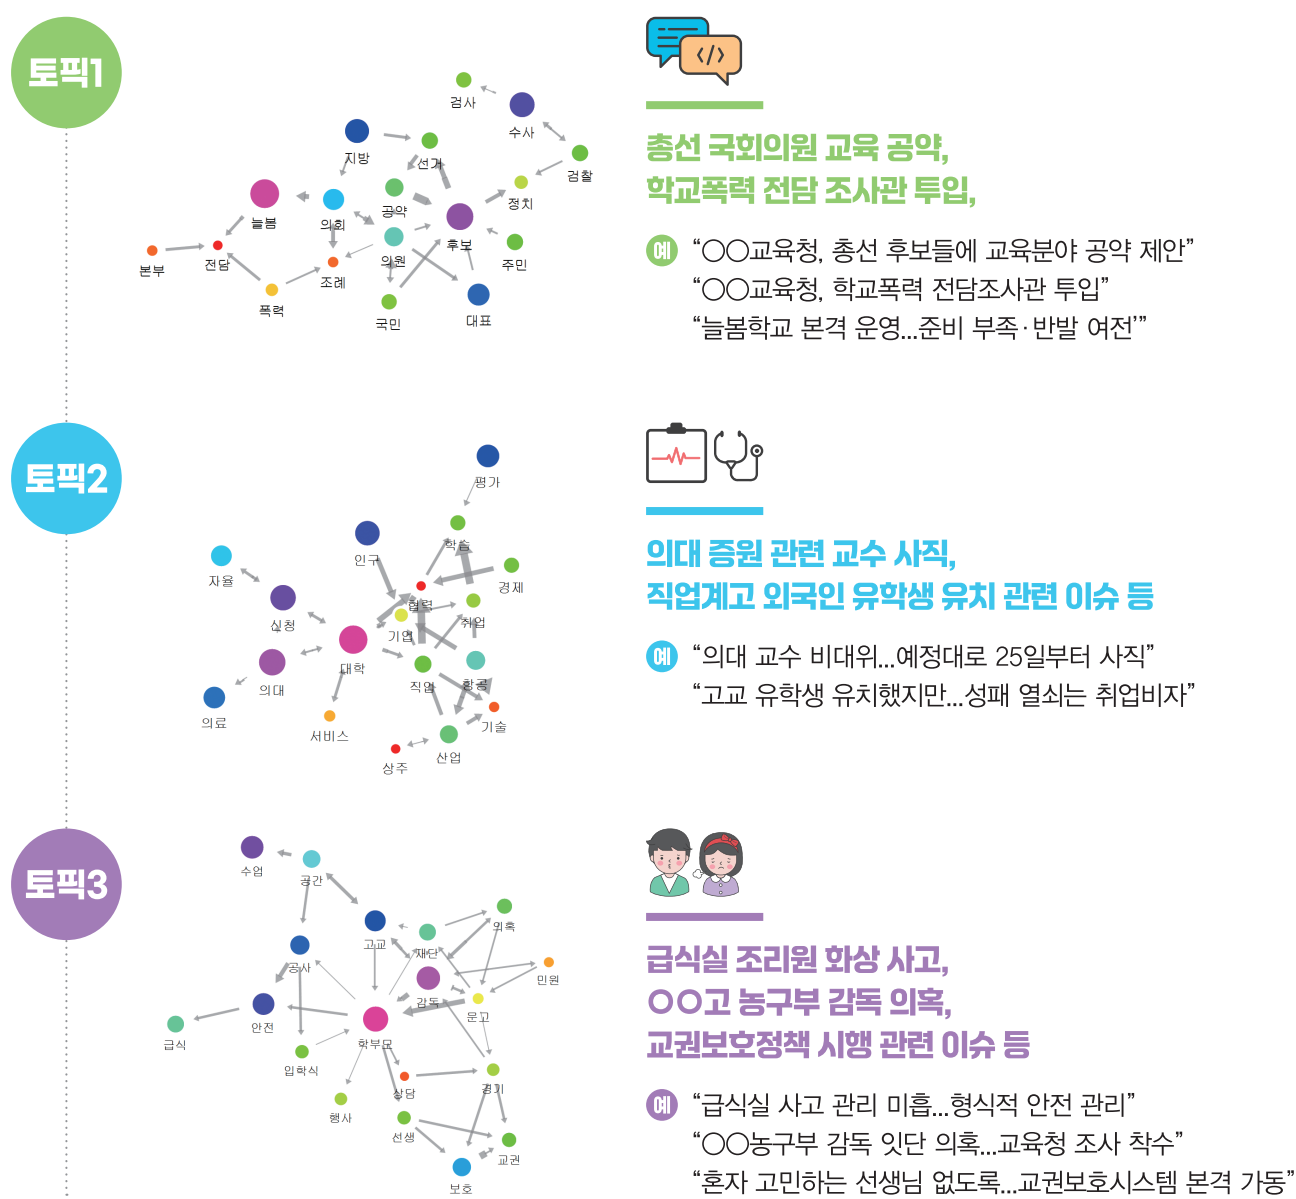 토픽1
검사
수사
지방
선거
검찰
정치
늘봄
의회
공약
후보
주민
본부
전담
의원
조례
폭력
국민
대표
총선 국회의원 교육 공약,
학교폭력 전담 조사관 투입,
예 “○○교육청, 총선 후보들에 교육분야 공약 제안”
“○○교육청, 학교폭력 전담조사관 투입”
“늘봄학교 본격 운영...준비 부족·반발 여전’”
토픽2
평가
인구
학습
자율
경제
협력
신청
기업
취업
대학
의대
직업
항공
의료
서비스
기술
상주
산업
의대 증원 관련 교수 사직,
직업계고 외국인 유학생 유치 관련 이슈 등
예 “의대 교수 비대위...예정대로 25일부터 사직”
“고교 유학생 유치했지만...성패 열쇠는 취업비자”
토픽3
수업
공간
고교
재단
의혹
공사
민원
감독
안전
문고
급식
학부모
입학식
상담
경기
행사
선생
교권
보호
급식실 조리원 화상 사고,
○○고 농구부 감독 의혹,
교권보호정책 시행 관련 이슈 등
예 “급식실 사고 관리 미흡...형식적 안전 관리”
“○○농구부 감독 잇단 의혹...교육청 조사 착수”
“혼자 고민하는 선생님 없도록...교권보호시스템 본격 가동”